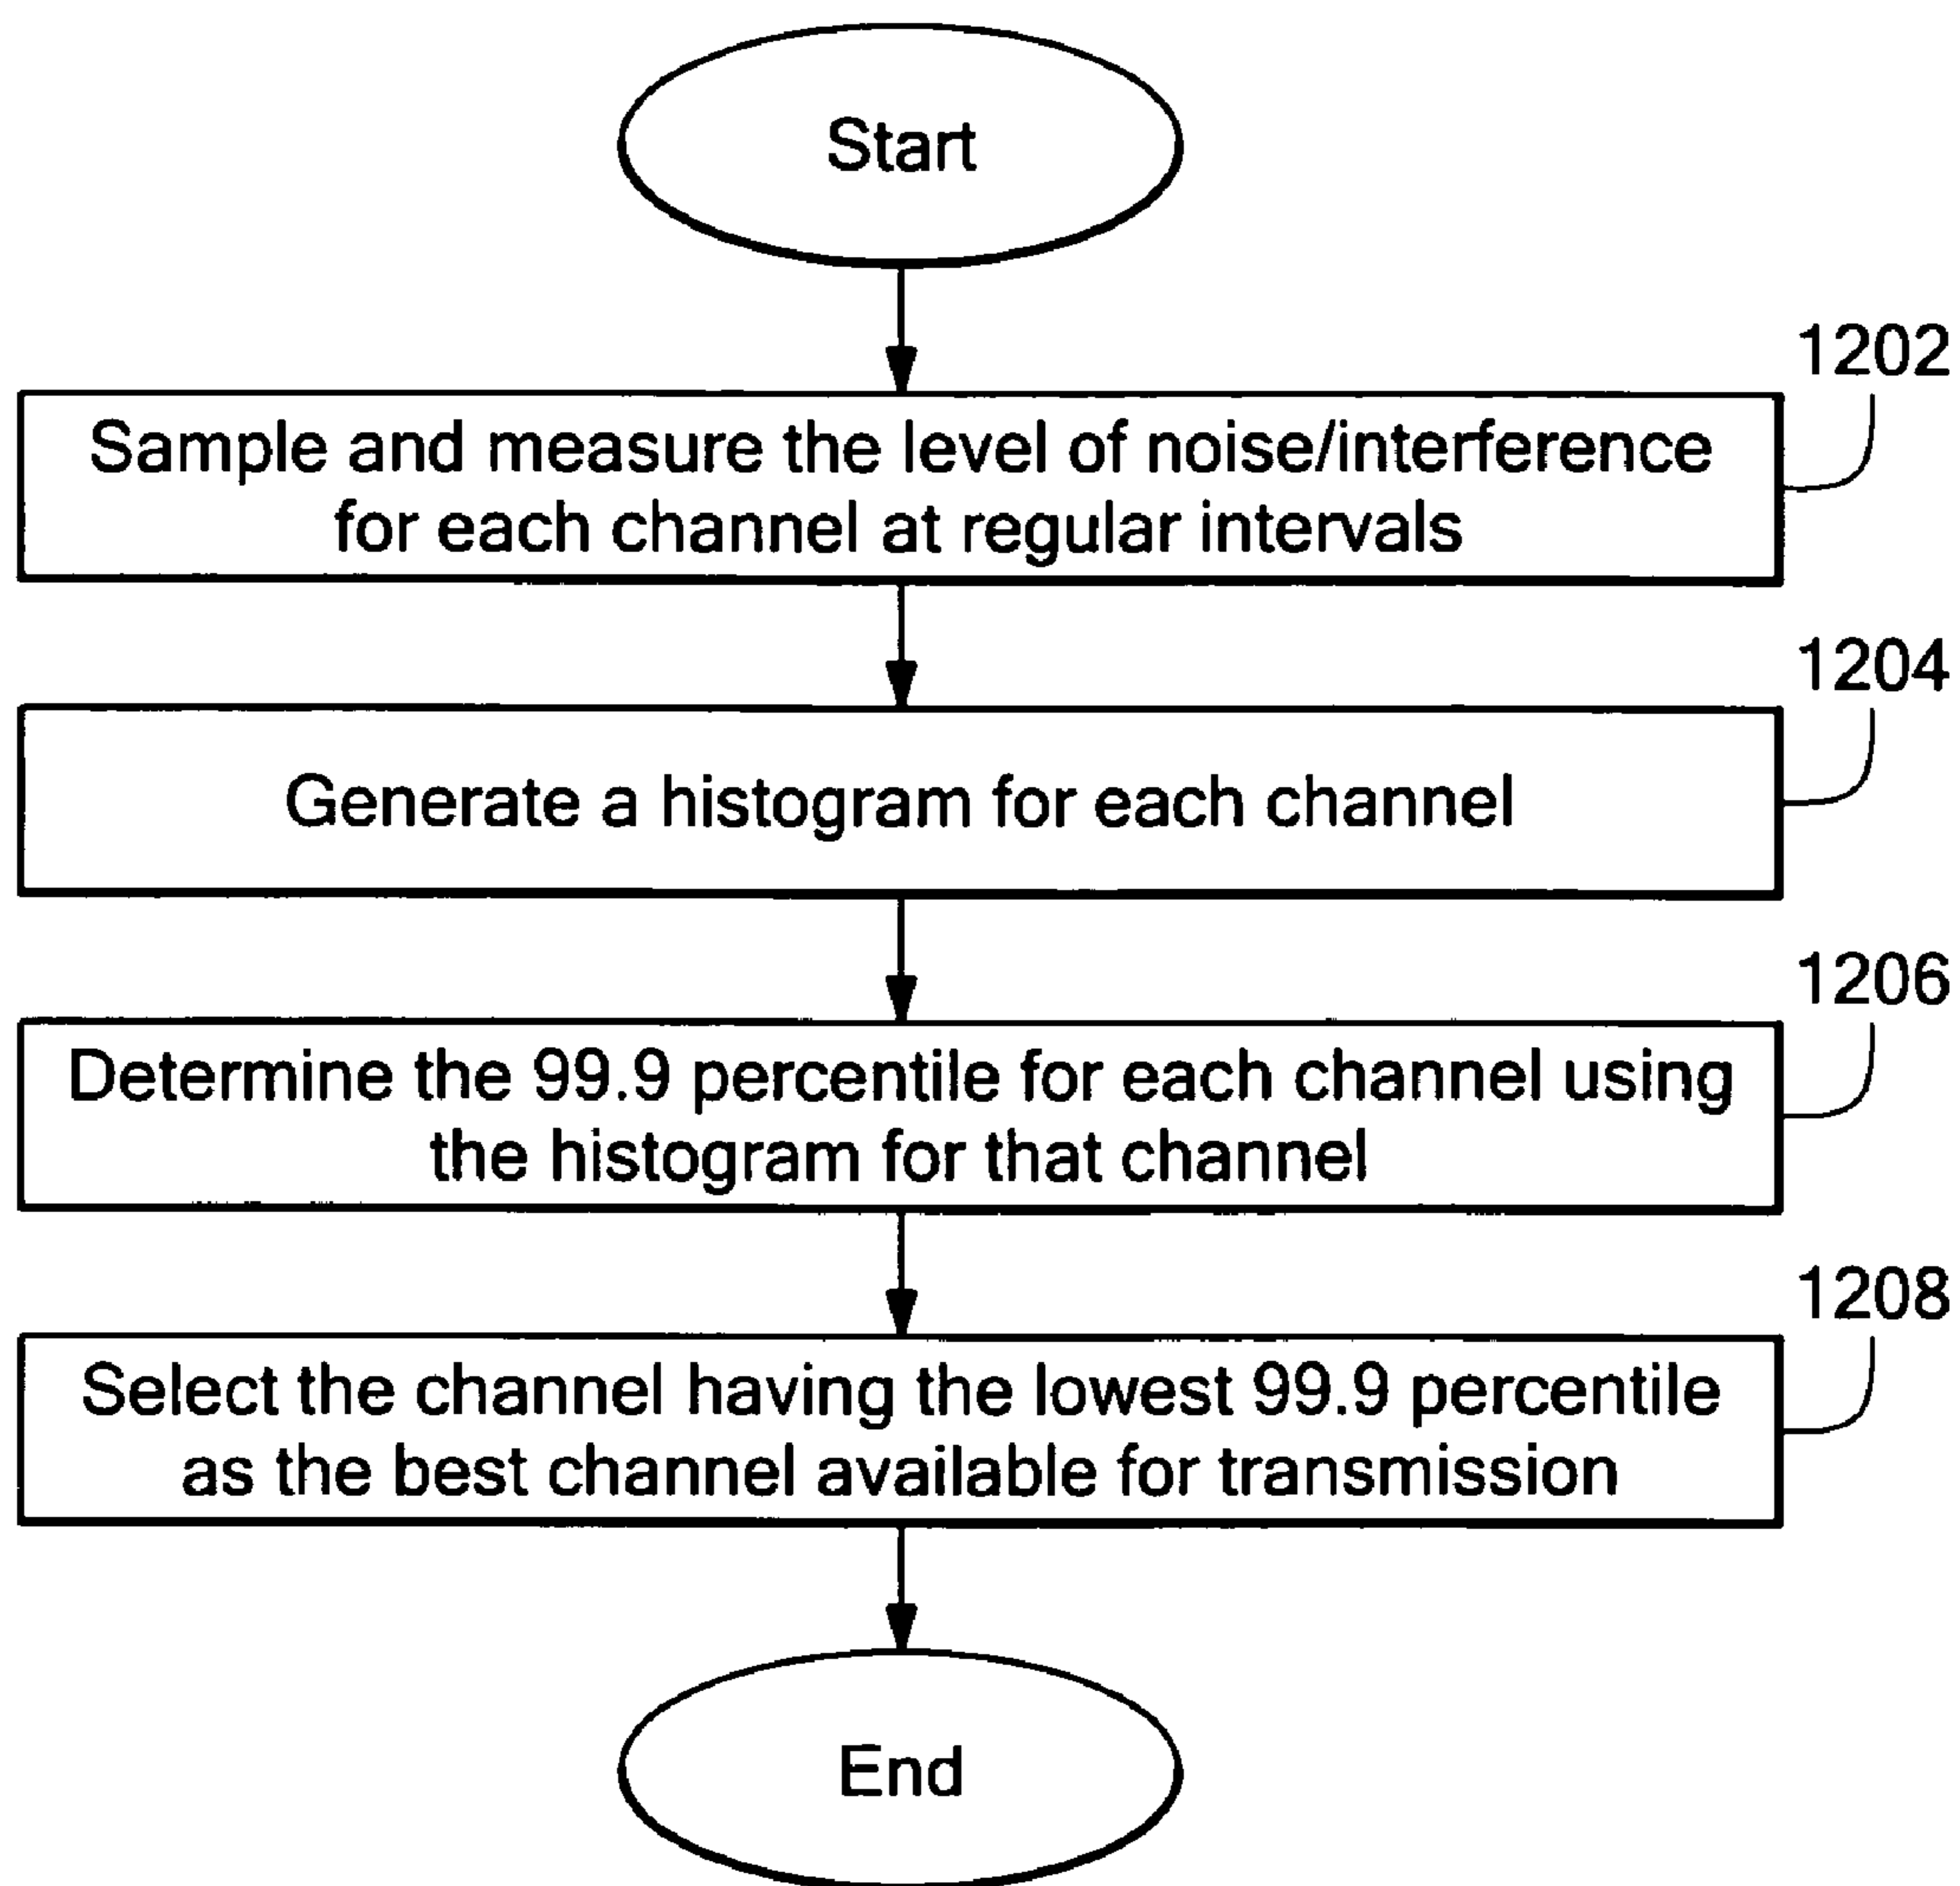 Start
1202
Sample and measure the level of noise/interference
for each channel at regular intervals
1204
Generate a histogram for each channel
1206
Determine the 99.9 percentile for each channel using
the histogram for that channel
1208
Select the channel having the lowest 99.9 percentile
as the best channel available for transmission
End